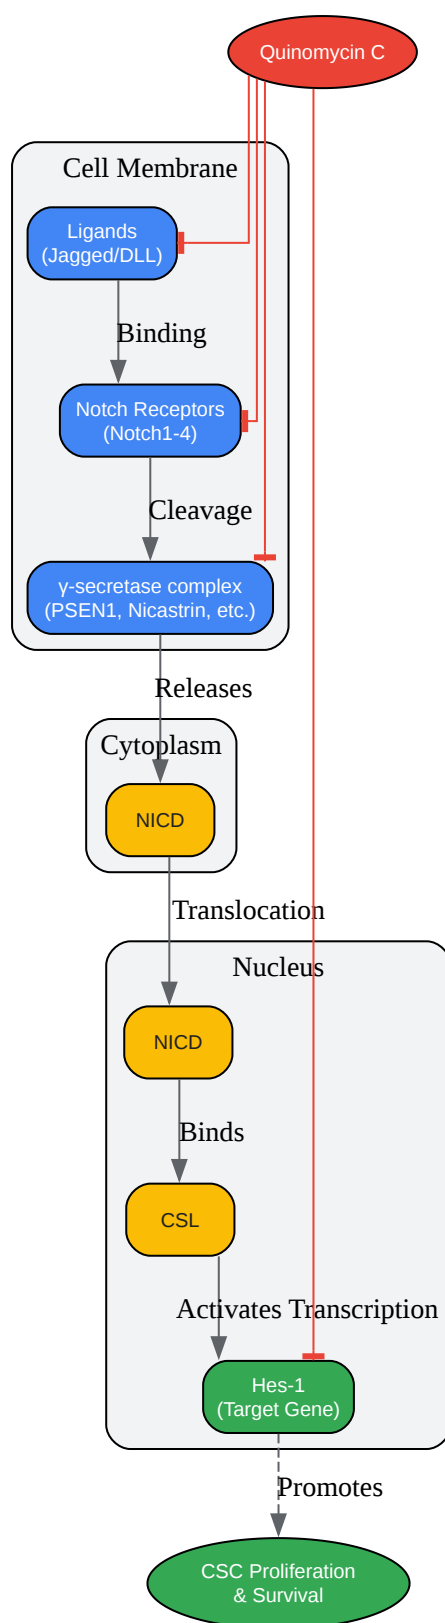 Quinomycin C
Cell Membrane
Ligands
(Jagged/DLL)
Binding
Notch Receptors
(Notch1-4)
Cleavage
γ-secretase complex
(PSEN1, Nicastrin, etc.)
Releases
Cytoplasm
NICD
Translocation
Nucleus
NICD
Binds
CSL
Activates Transcription
Hes-1
(Target Gene)
Promotes
CSC Proliferation
& Survival